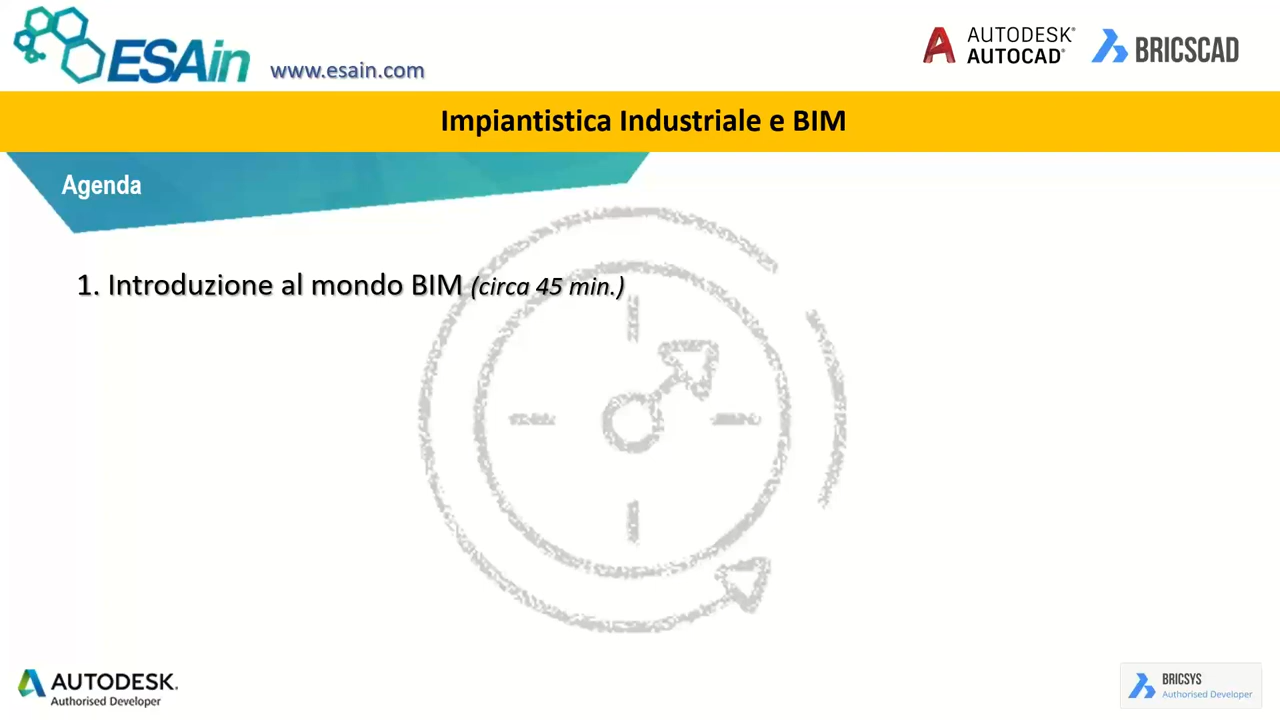 ESAin
www.esain.com
AUTODESK®
AUTOCAD®
BRICSCAD
Impiantistica Industriale e BIM
Agenda
1. Introduzione al mondo BIM (circa 45 min.)
AUTODESK.
Authorised Developer
BRICSYS
Authorised Developer